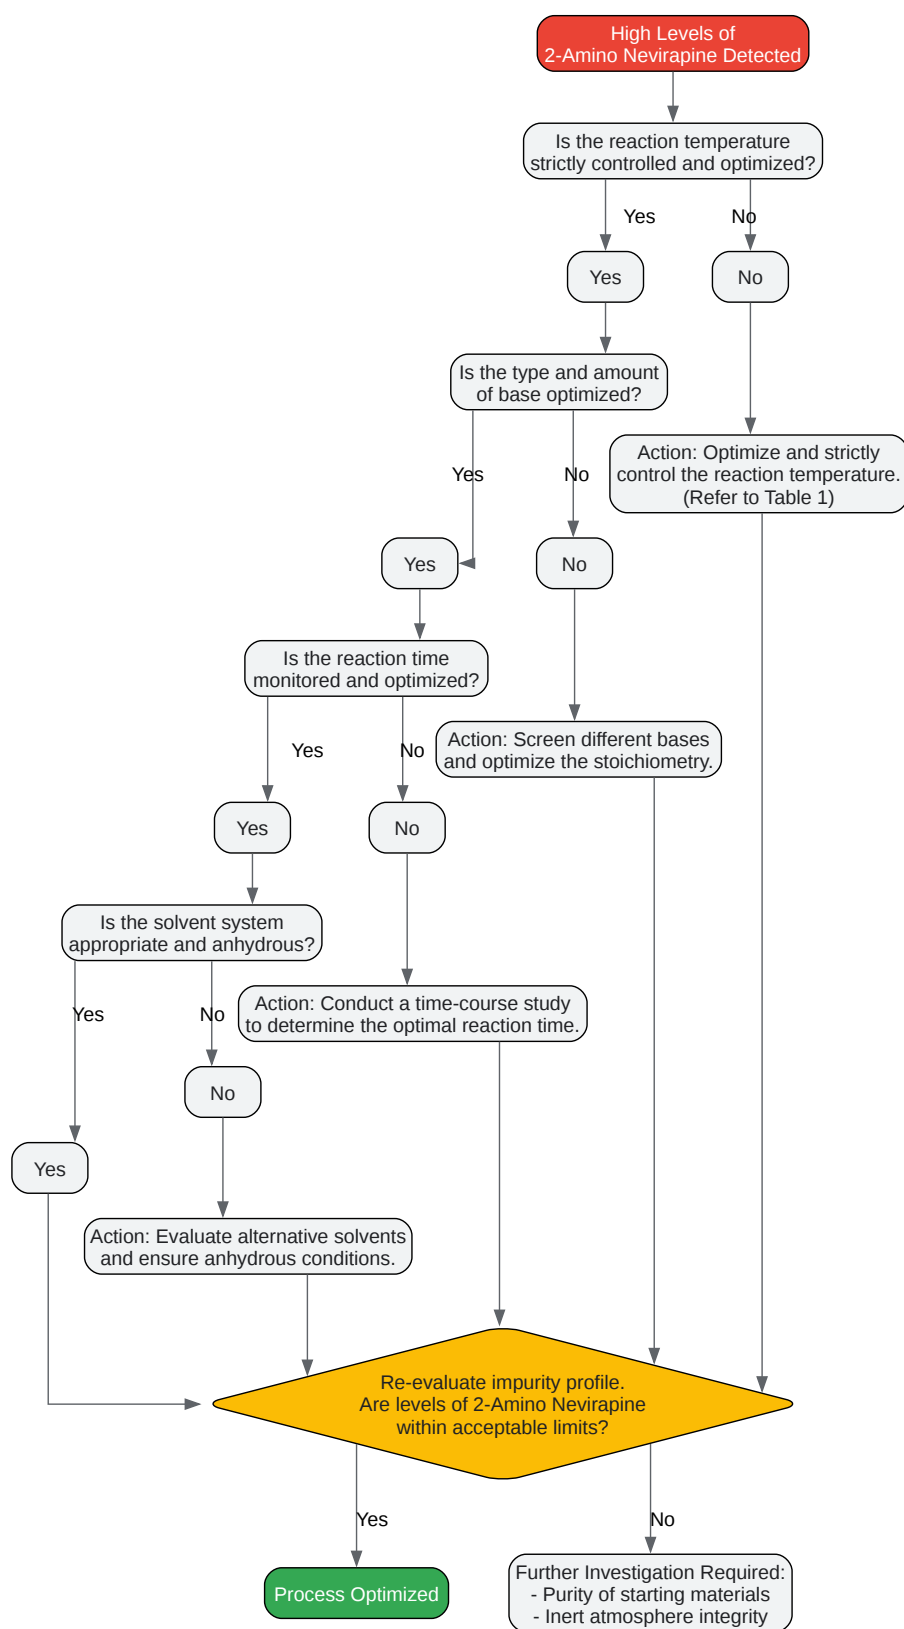 High Levels of
2-Amino Nevirapine Detected
Is the reaction temperature
strictly controlled and optimized?
Yes
No
Yes
No
Is the type and amount
of base optimized?
Action: Optimize and strictly
control the reaction temperature.
(Refer to Table 1)
Yes
No
Yes
No
Is the reaction time
monitored and optimized?
Action: Screen different bases
and optimize the stoichiometry.
Yes
No
Yes
No
Is the solvent system
appropriate and anhydrous?
Action: Conduct a time-course study
to determine the optimal reaction time.
Yes
No
No
Yes
Action: Evaluate alternative solvents
and ensure anhydrous conditions.
Re-evaluate impurity profile.
Are levels of 2-Amino Nevirapine
within acceptable limits?
Yes
No
Process Optimized
Further Investigation Required:
- Purity of starting materials
- Inert atmosphere integrity